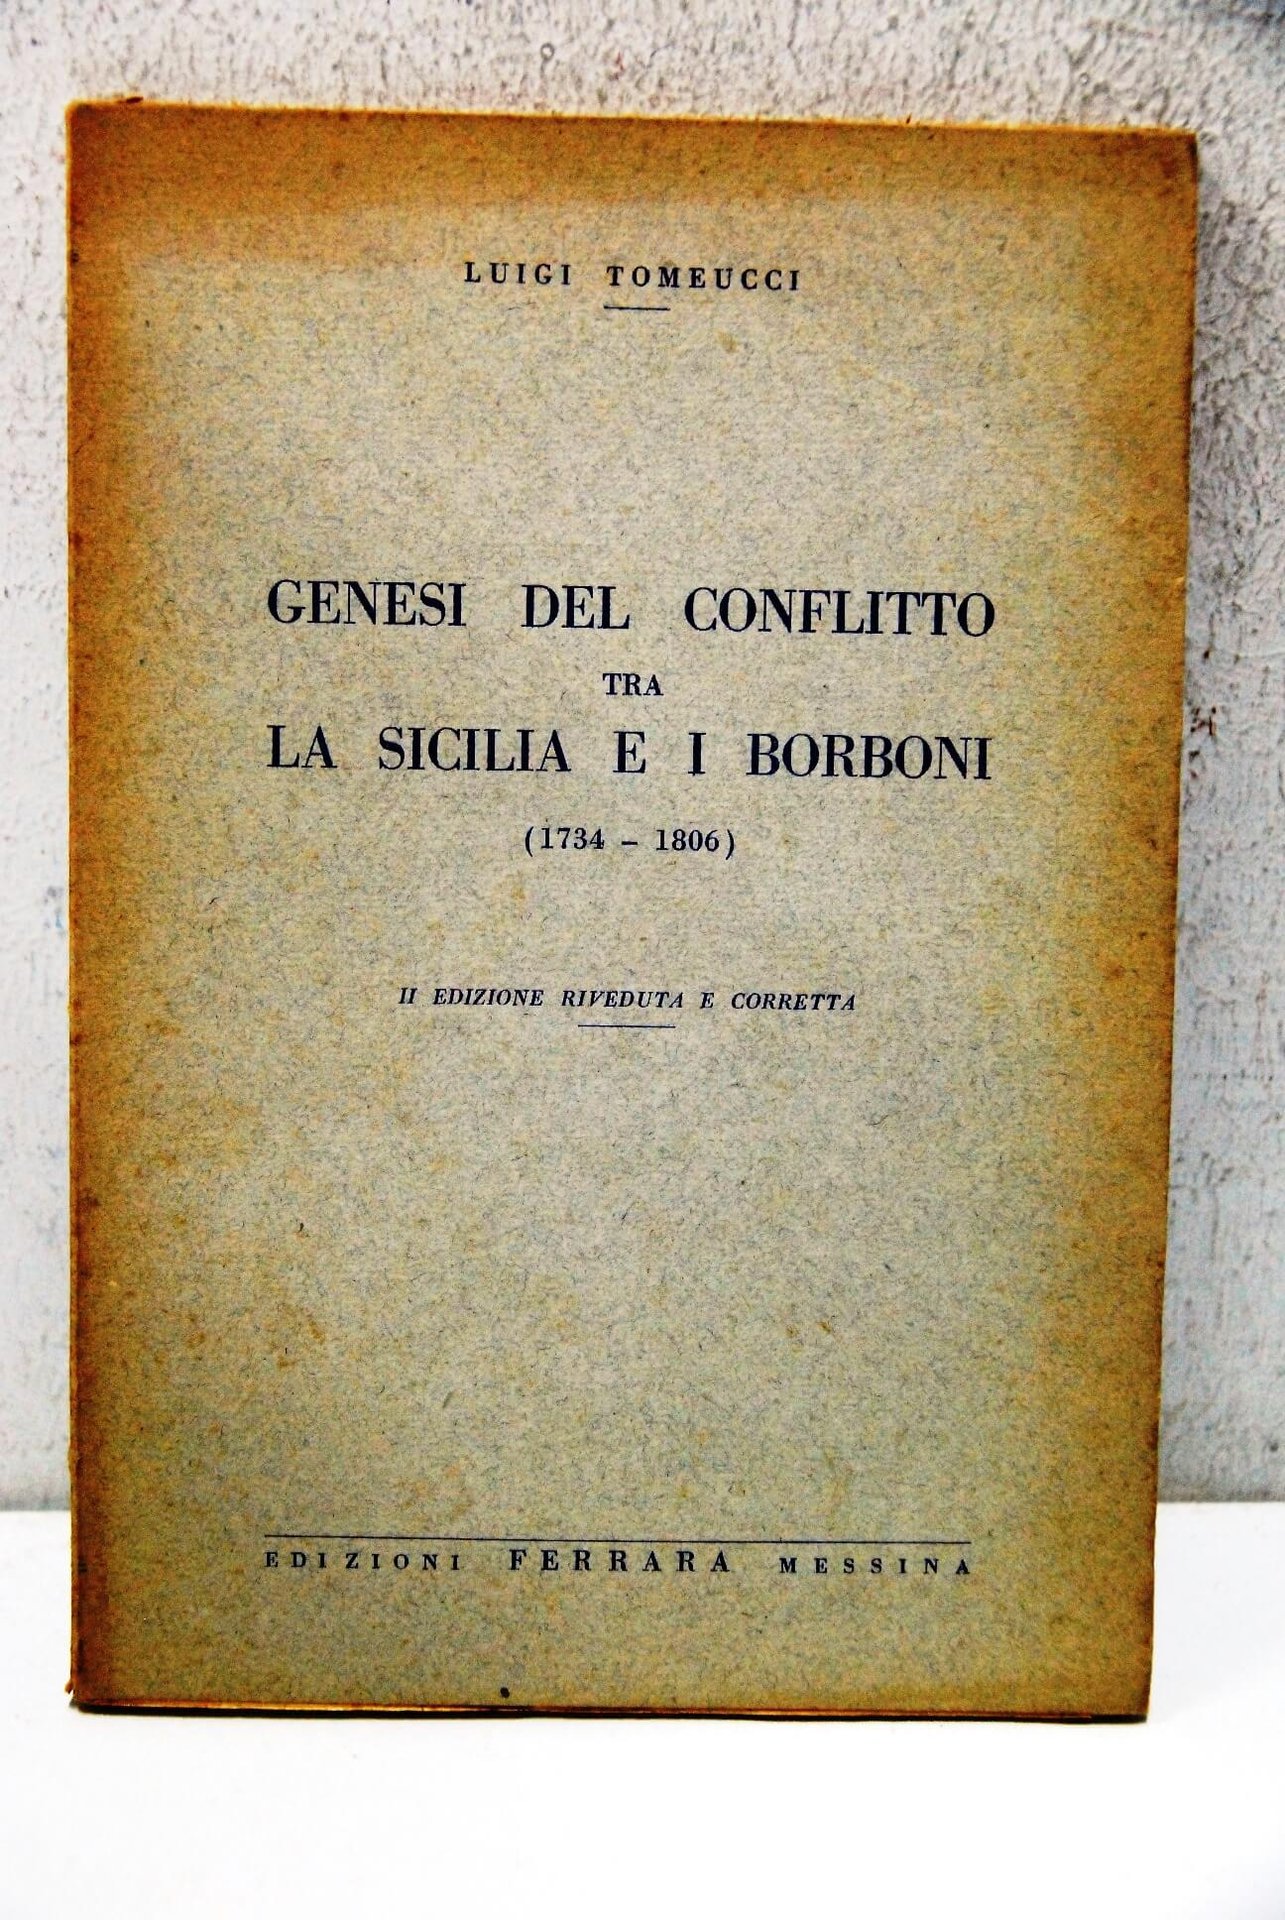 LUIGI TOMEUCCI
GENESI DEL CONFLITTO
TRA
LA SICILIA E I BORBONI
(1734 - 1806)
II EDIZIONE RIVEDUTA E CORRETTA
EDIZIONI FERRARA MESSINA